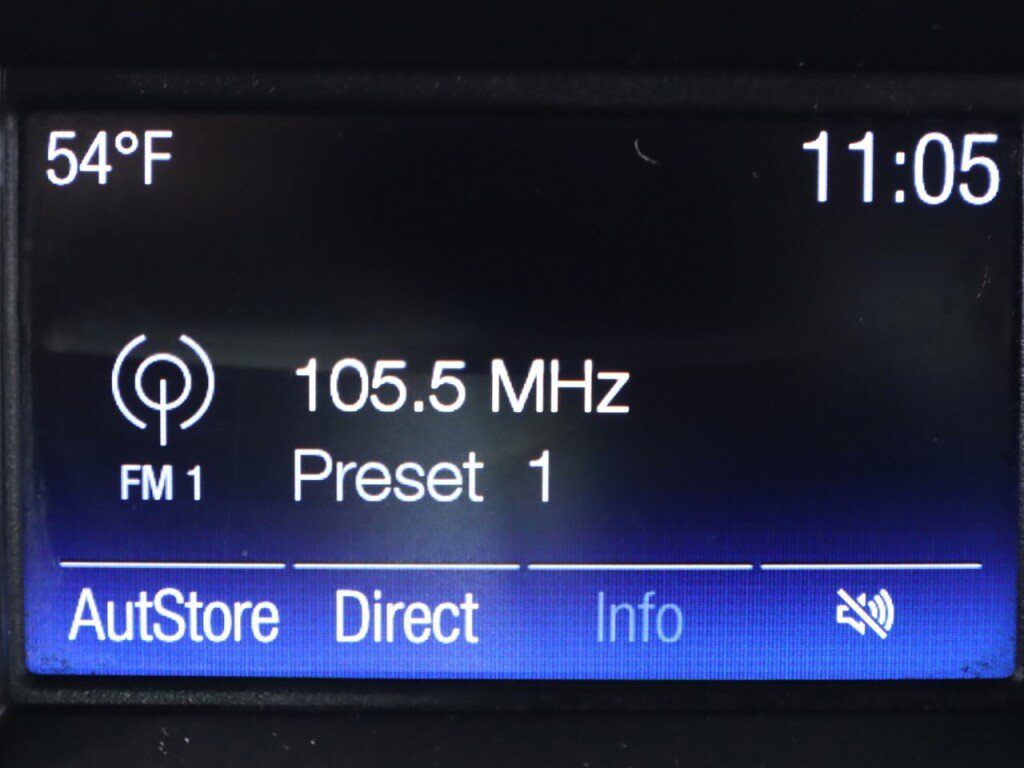 54°F 11:05
105.5 MHz
FM 1 Preset 1
AutStore Direct Info